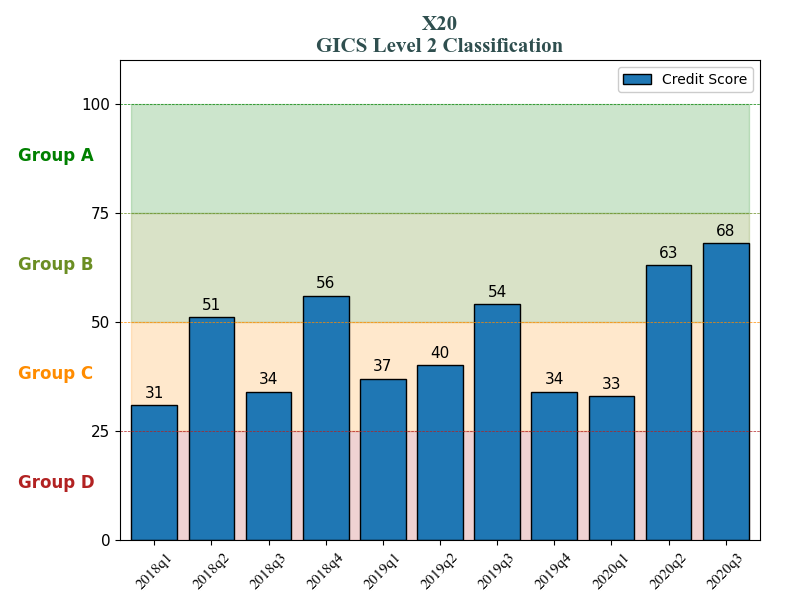 X20
GICS Level 2 Classification
Credit Score
100
Group A
75
Group B
50
Group C
25
Group D
0
31
51
34
56
37
40
54
34
33
63
68
2018q1
2018q2
2018q3
2018q4
2019q1
2019q2
2019q3
2019q4
2020q1
2020q2
2020q3